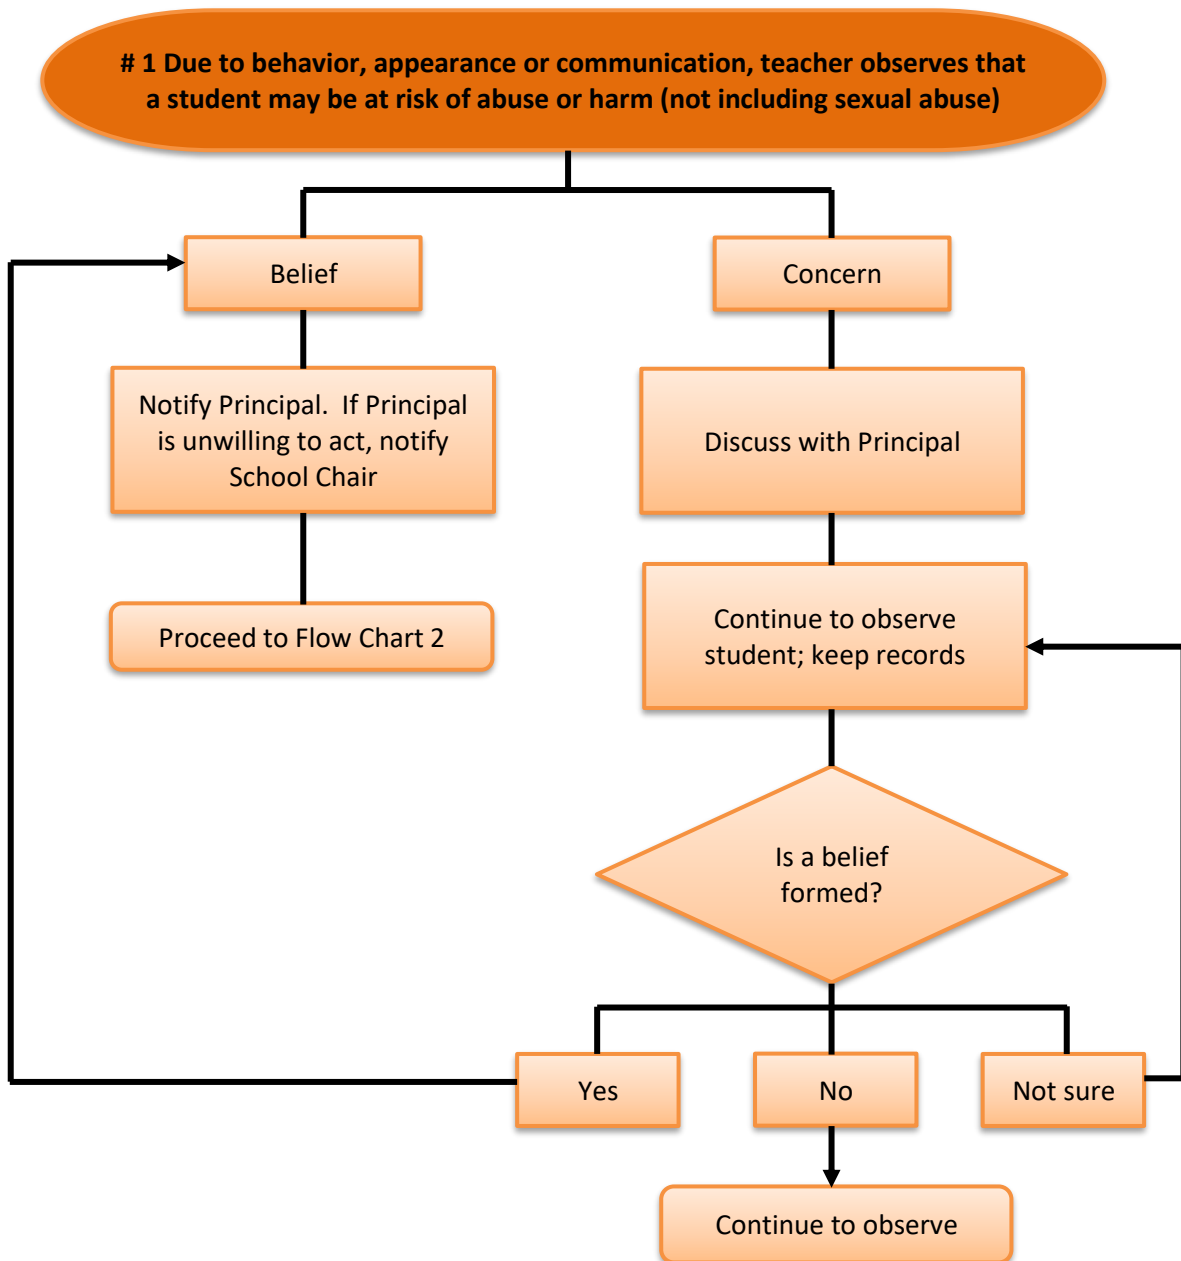 # 1 Due to behavior, appearance or communication, teacher observes that
a student may be at risk of abuse or harm (not including sexual abuse)
Belief
Concern
Notify Principal.  If Principal
is unwilling to act, notify
School Chair
Discuss with Principal
Proceed to Flow Chart 2
Continue to observe
student; keep records
Is a belief
formed?
Yes
No
Not sure
Continue to observe